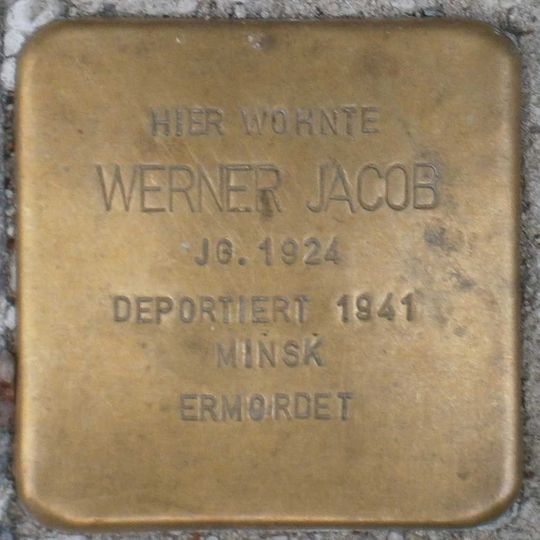 HIER WOHNTE
WERNER JACOB
JG. 1924
DEPORTIERT 1941
MINSK
ERMORDET